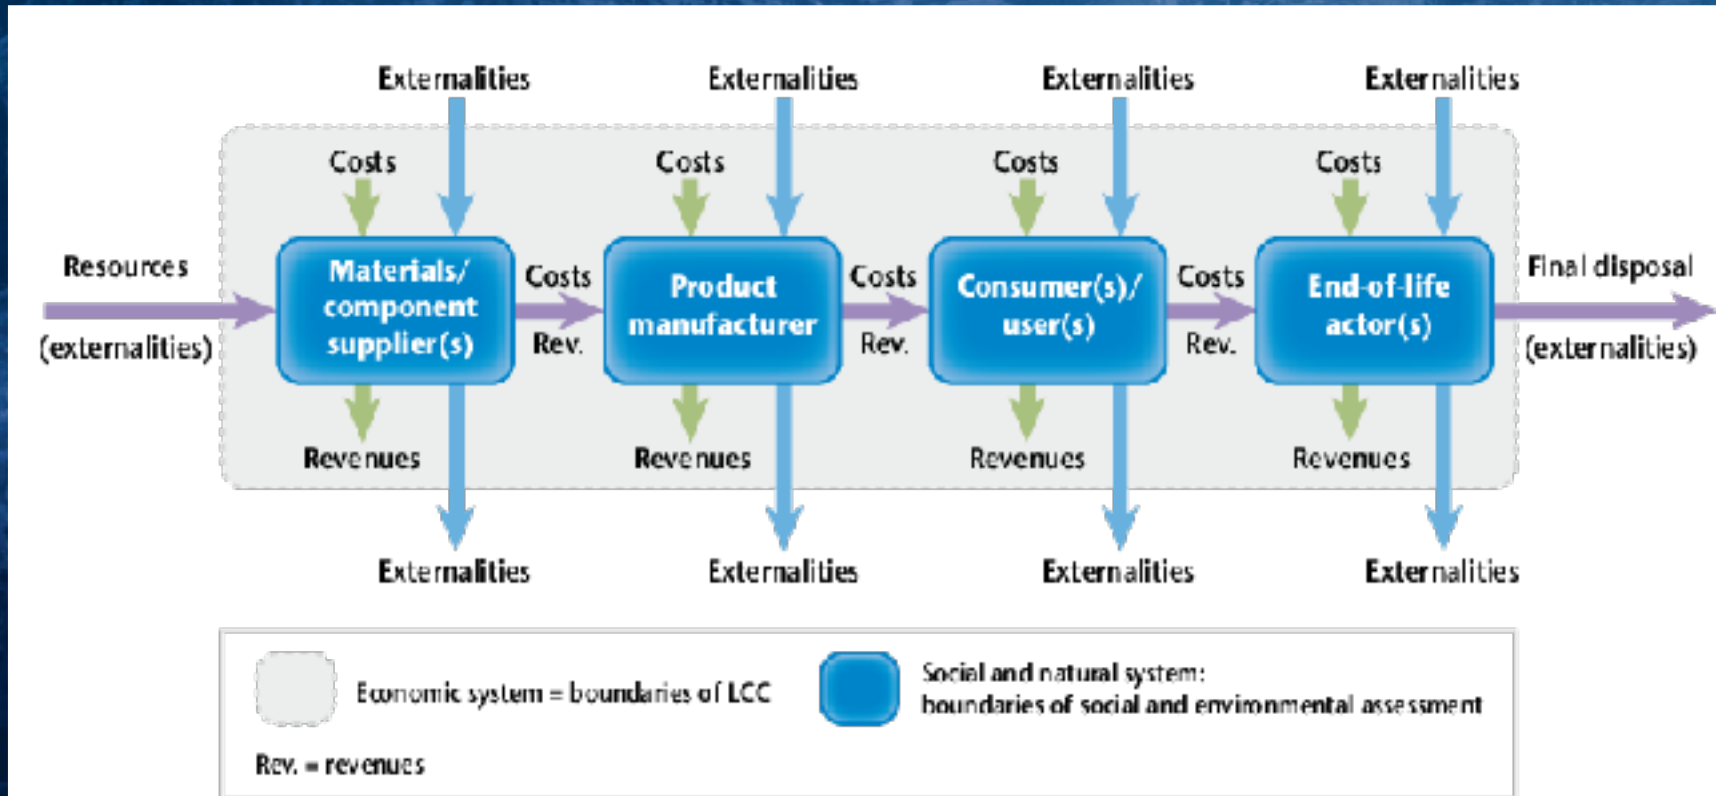 Externalities Externalities Externalities Externalities
Costs Costs Costs Costs
Resources
(externalities)
Materials/
component
supplier(s)
Costs
Rev.
Product
manufacturer
Costs
Rev.
Consumer(s)/
user(s)
Costs
Rev.
End-of-life
actor(s)
Final disposal
(externalities)
Revenues Revenues Revenues Revenues
Externalities Externalities Externalities Externalities
Economic system = boundaries of LCC
Social and natural system:
boundaries of social and environmental assessment
Rev. = revenues